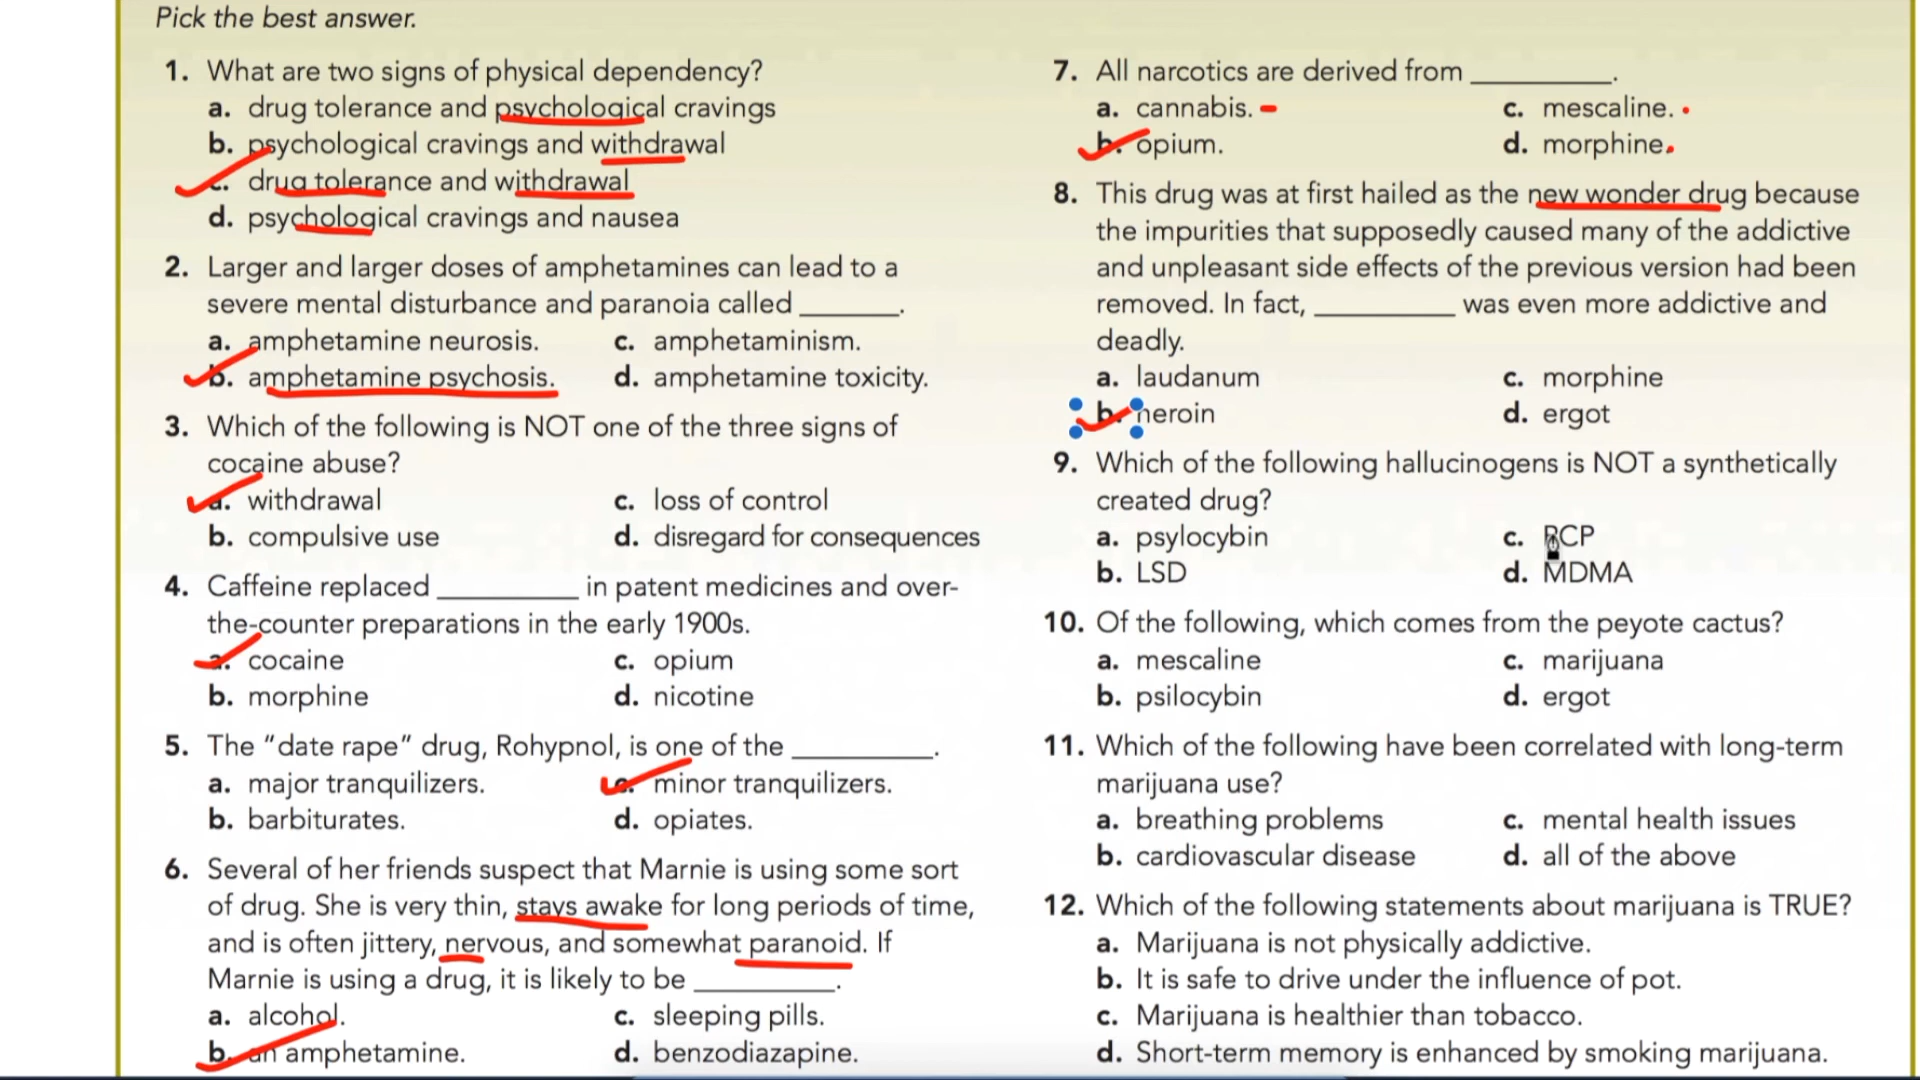 Pick the best answer.
1. What are two signs of physical dependency?
a. drug tolerance and psychological cravings
b. psychological cravings and withdrawal
c. drug tolerance and withdrawal
d. psychological cravings and nausea
2. Larger and larger doses of amphetamines can lead to a
severe mental disturbance and paranoia called _______.
a. amphetamine neurosis.
b. amphetamine psychosis.
c. amphetaminism.
d. amphetamine toxicity.
3. Which of the following is NOT one of the three signs of
cocaine abuse?
a. withdrawal
b. compulsive use
c. loss of control
d. disregard for consequences
4. Caffeine replaced __________ in patent medicines and over-
the-counter preparations in the early 1900s.
a. cocaine
b. morphine
c. opium
d. nicotine
5. The "date rape" drug, Rohypnol, is one of the __________.
a. major tranquilizers.
b. barbiturates.
c. minor tranquilizers.
d. opiates.
6. Several of her friends suspect that Marnie is using some sort
of drug. She is very thin, stays awake for long periods of time,
and is often jittery, nervous, and somewhat paranoid. If
Marnie is using a drug, it is likely to be __________.
a. alcohol.
b. an amphetamine.
c. sleeping pills.
d. benzodiazapine.
7. All narcotics are derived from __________.
a. cannabis.
b. opium.
c. mescaline.
d. morphine.
8. This drug was at first hailed as the new wonder drug because
the impurities that supposedly caused many of the addictive
and unpleasant side effects of the previous version had been
removed. In fact, __________ was even more addictive and
deadly.
a. laudanum
b. heroin
c. morphine
d. ergot
9. Which of the following hallucinogens is NOT a synthetically
created drug?
a. psylocybin
b. LSD
c. PCP
d. MDMA
10. Of the following, which comes from the peyote cactus?
a. mescaline
b. psilocybin
c. marijuana
d. ergot
11. Which of the following have been correlated with long-term
marijuana use?
a. breathing problems
b. cardiovascular disease
c. mental health issues
d. all of the above
12. Which of the following statements about marijuana is TRUE?
a. Marijuana is not physically addictive.
b. It is safe to drive under the influence of pot.
c. Marijuana is healthier than tobacco.
d. Short-term memory is enhanced by smoking marijuana.